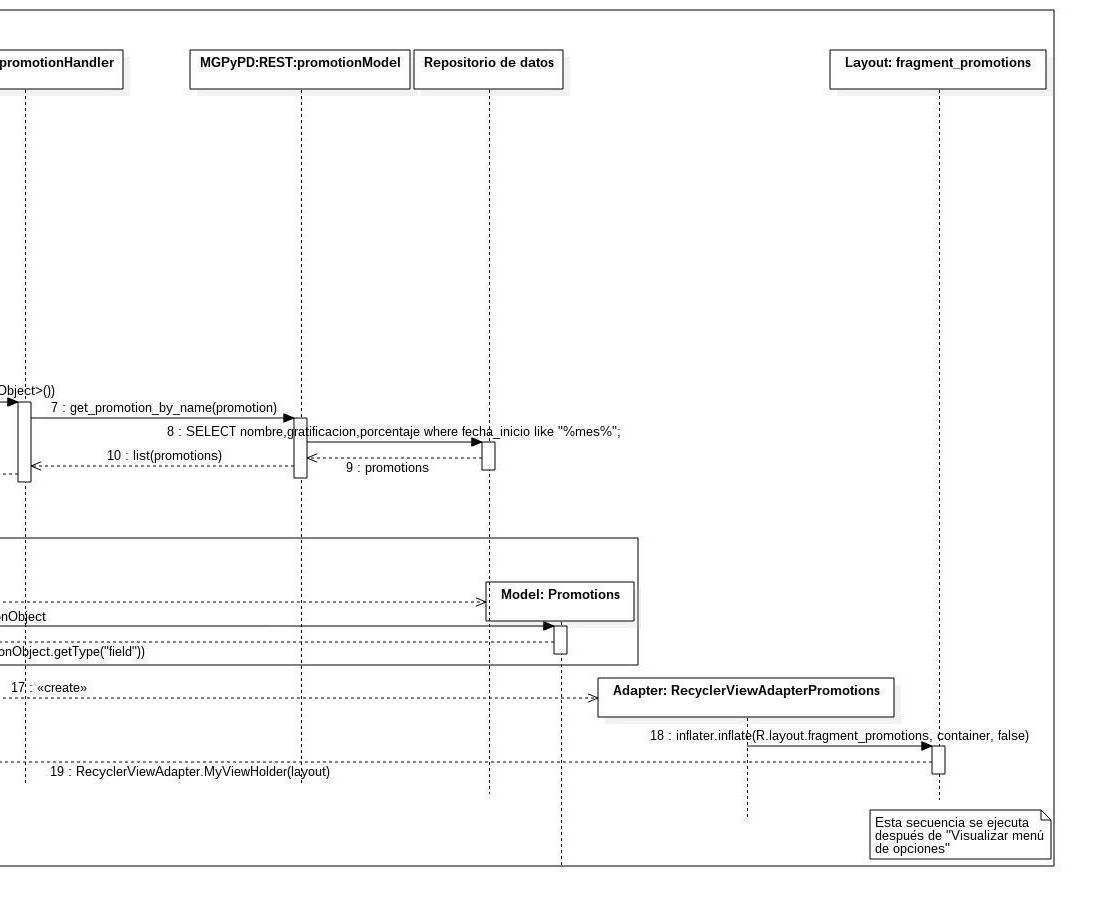 promotionHandler
MGPyPD:REST:promotionModel
Repositorio de datos
Layout: fragment_promotions
Object>())
7 : get_promotion_by_name(promotion)
8 : SELECT nombre,gratificacion,porcentaje where fecha_inicio like "%mes%";
10 : list(promotions)
9 : promotions
Model: Promotions
onObject
onObject.getType("field"))
17 : «create»
Adapter: RecyclerViewAdapterPromotions
18 : inflater.inflate(R.layout.fragment_promotions, container, false)
19 : RecyclerViewAdapter.MyViewHolder(layout)
Esta secuencia se ejecuta
después de "Visualizar menú
de opciones"